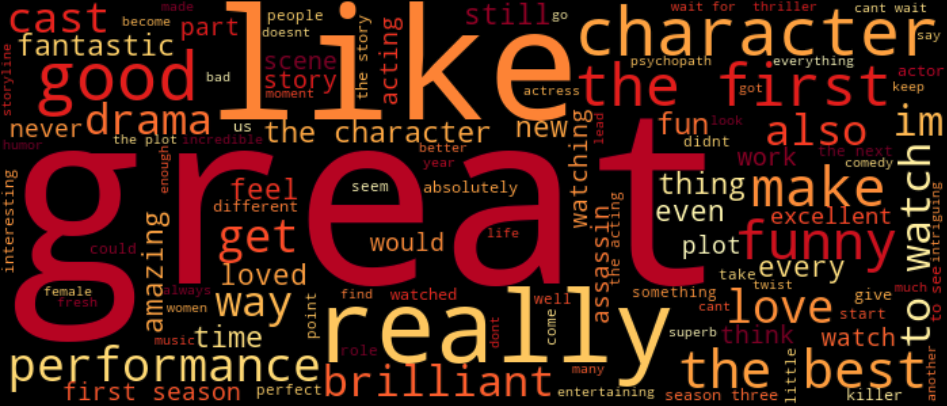 cast
become
made
part
people
doesnt
like
the story
acting
still
go
wait for
thriller
cant wait
character
say
fantastic
storyline
good
bad
scene
story
moment
actress
psychopath
everything
the first
got
actor
keep
never
drama
us
the character
new
the plot
incredible
humor
better
year
watching
lead
fun
look
didnt
also
im
work
the next
comedy
great
interesting
enough
amazing
feel
different
seem
absolutely
thing
make
even
excellent
intriguing
could
get
would
life
assassin
the acting
plot
funny
take
every
twist
to watch
loved
female
fresh
always
women
way
find
watched
well
something
cant
love
give
much
to see
start
music
time
point
really
dont
come
role
many
superb
think
watch
performance
first season
perfect
brilliant
entertaining
season three
little
the best
killer
another